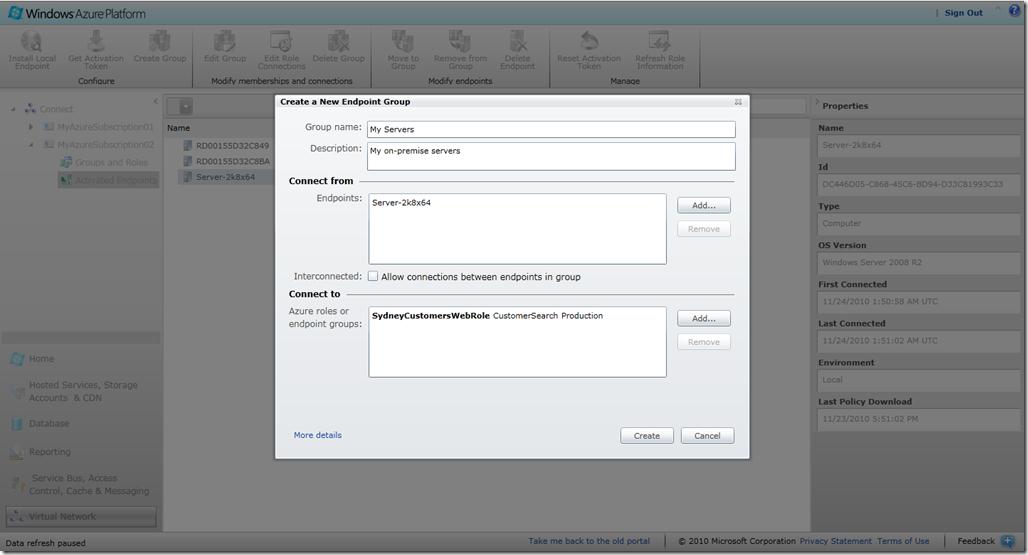 Windows Azure Platform
| Sign Out
Install Local Endpoint
Get Activation Token
Create Group
Edit Group
Edit Role Connections
Delete Group
Move to Group
Remove from Group
Delete Endpoint
Reset Activation Token
Refresh Role Information
Configure
Modify memberships and connections
Modify endpoints
Manage
Connect
MyAzureSubscription01
MyAzureSubscription02
Groups and Roles
Activated Endpoints
Home
Hosted Services, Storage
Accounts & CDN
Database
Reporting
Service Bus, Access
Control, Cache & Messaging
Virtual Network
Name
RD00155D32C849
RD00155D32C8BA
Server-2k8x64
Create a New Endpoint Group
Group name: My Servers
Description: My on-premise servers
Connect from
Endpoints: Server-2k8x64
Add...
Remove
Interconnected: Allow connections between endpoints in group
Connect to
Azure roles or
endpoint groups:
SydneyCustomersWebRole CustomerSearch Production
Add...
Remove
More details
Create
Cancel
Properties
Name
Server-2k8x64
Id
DC446D05-C868-45C6-BD94-D33C81993C33
Type
Computer
OS Version
Windows Server 2008 R2
First Connected
11/24/2010 1:50:58 AM UTC
Last Connected
11/24/2010 1:51:02 AM UTC
Environment
Local
Last Policy Download
11/23/2010 5:51:02 PM
Data refresh paused
Take me back to the old portal | © 2010 Microsoft Corporation Privacy Statement Terms of Use | Feedback